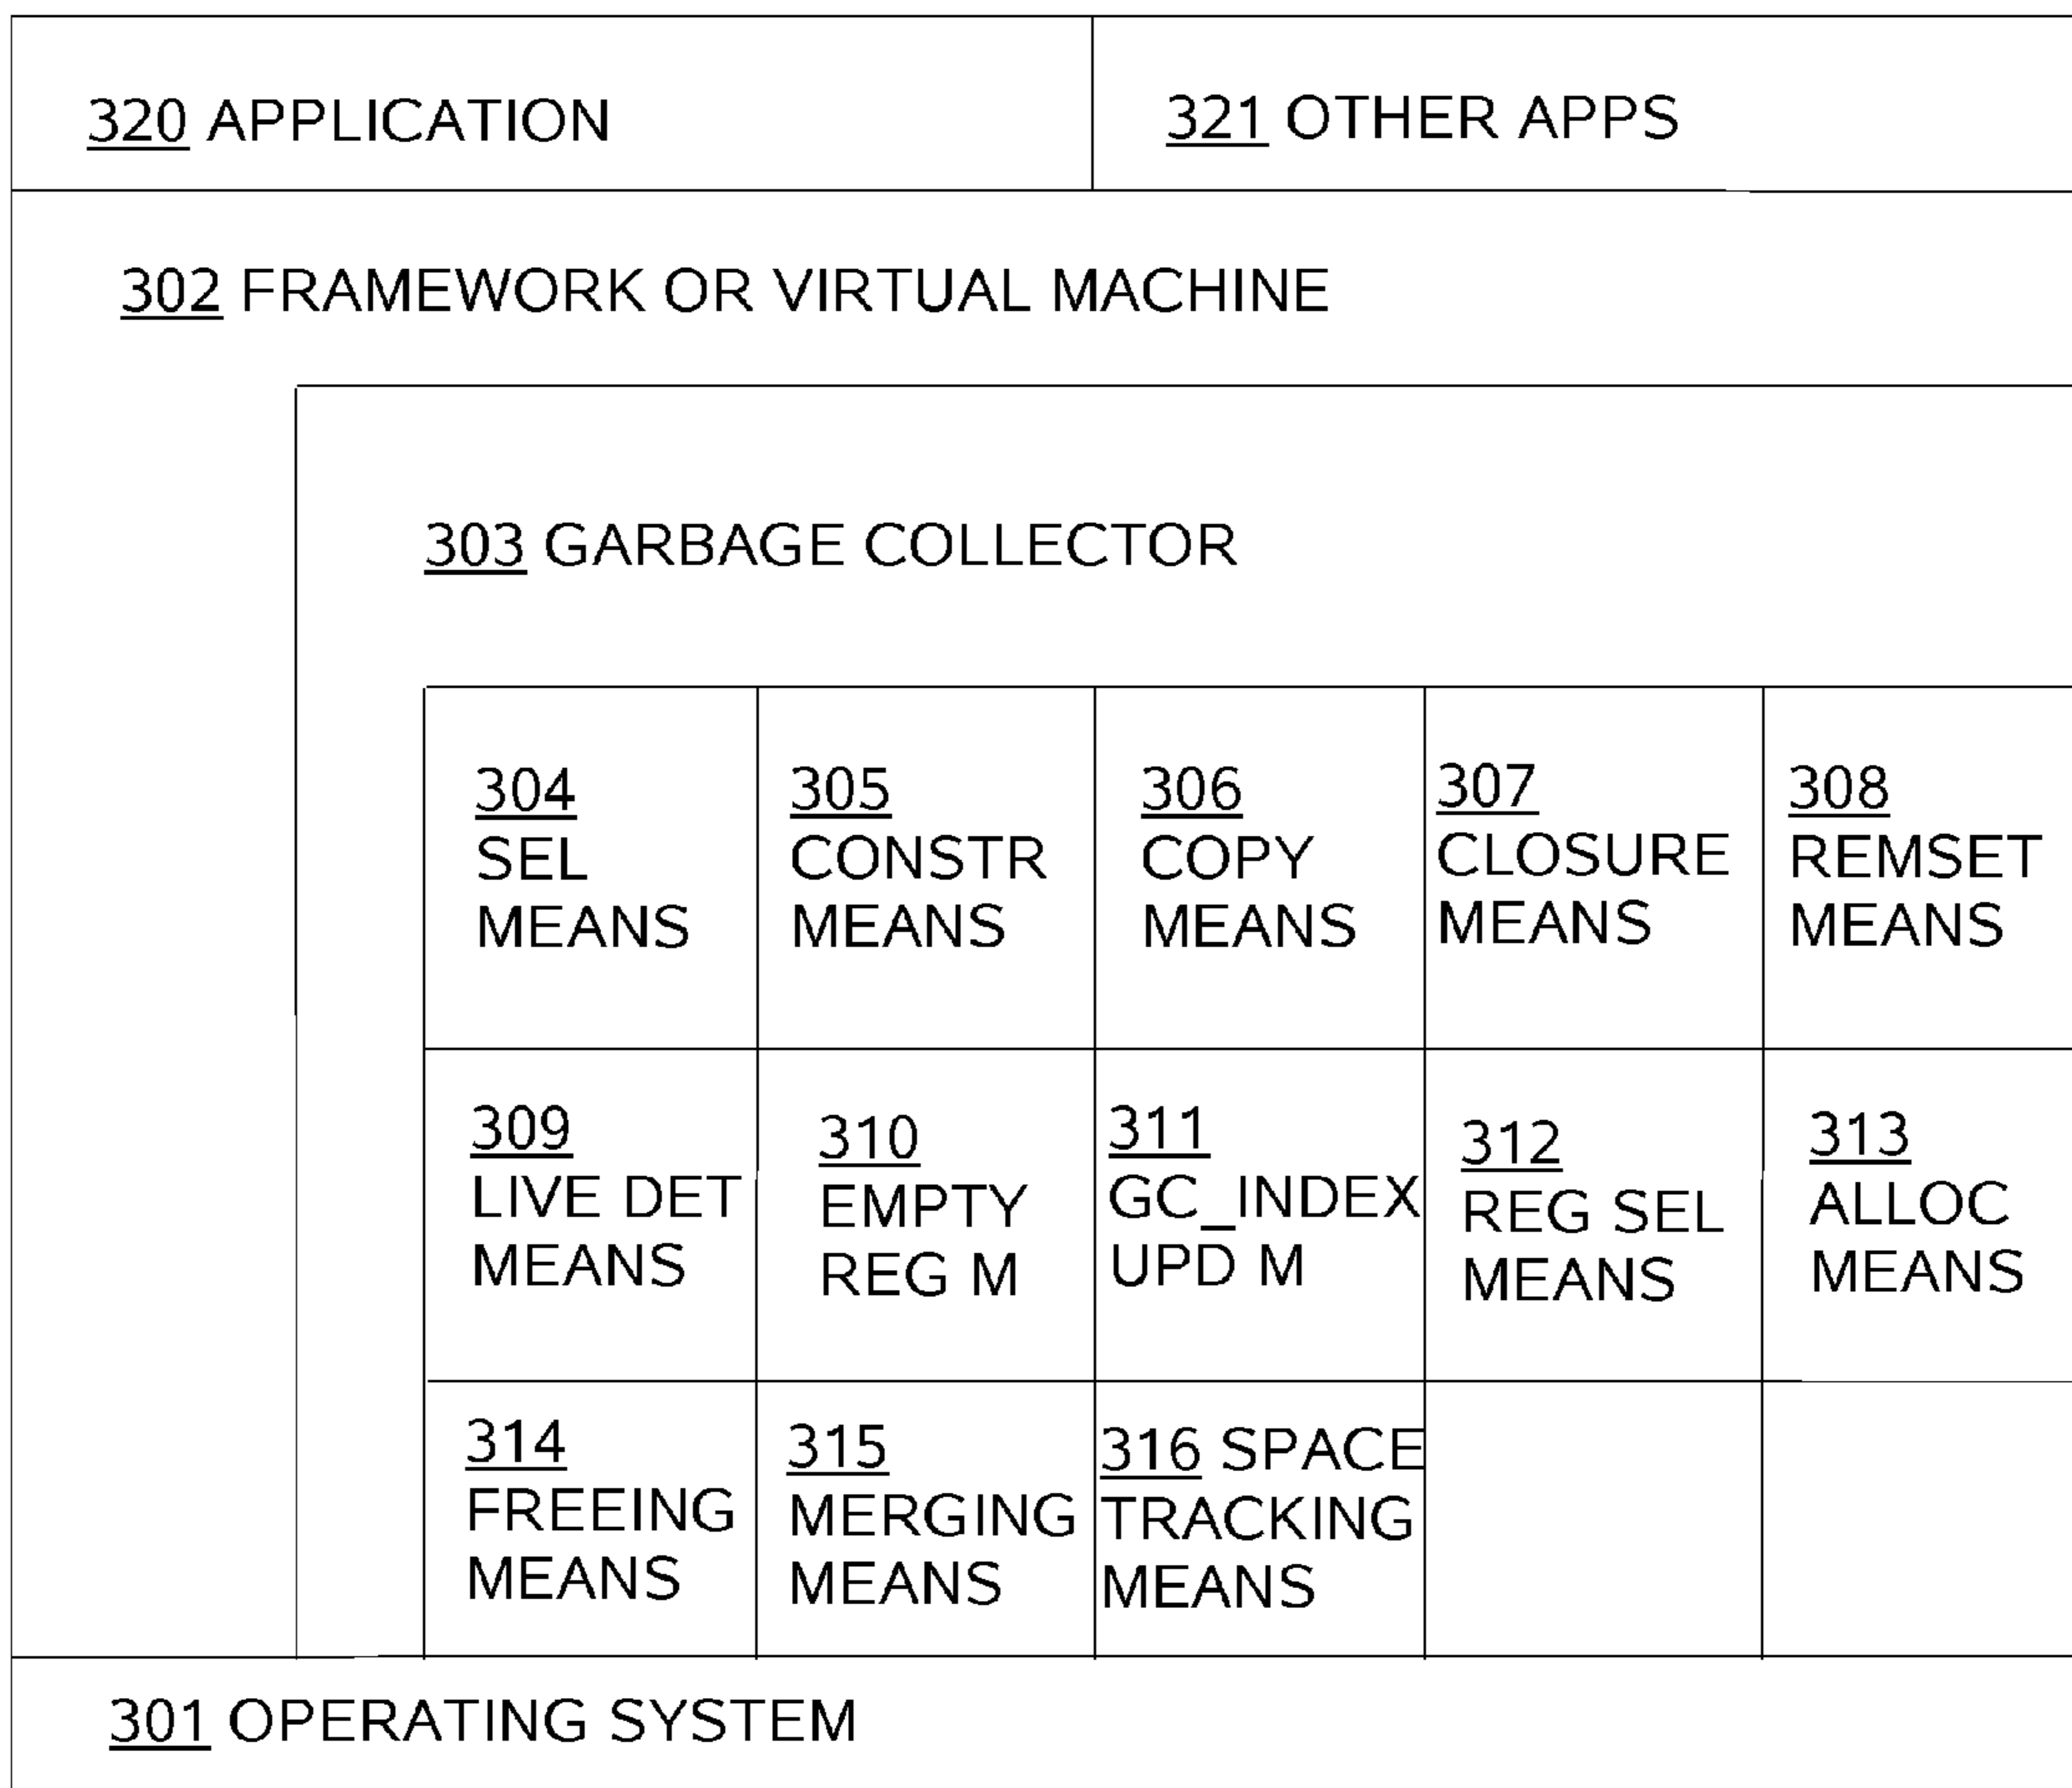 320 APPLICATION
321 OTHER APPS
302 FRAMEWORK OR VIRTUAL MACHINE
303 GARBAGE COLLECTOR
304
SEL
MEANS
305
CONSTR
MEANS
306
COPY
MEANS
307
CLOSURE
MEANS
308
REMSET
MEANS
309
LIVE DET
MEANS
310
EMPTY
REG M
311
GC_INDEX
UPD M
312
REG SEL
MEANS
313
ALLOC
MEANS
314
FREEING
MEANS
315
MERGING
MEANS
316 SPACE
TRACKING
MEANS
301 OPERATING SYSTEM